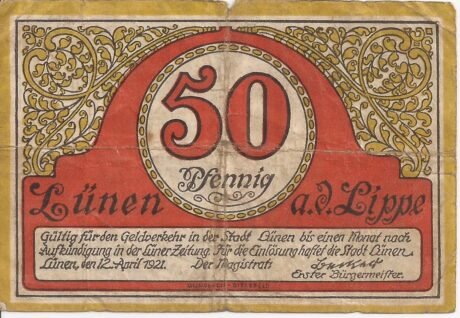 50
Pfennig
Lünen a.d. Lippe
Gültig für den Geldverkehr in der Stadt Lünen bis einen Monat nach
Aufkündigung in der Lüner Zeitung. Für die Einlösung haftet die Stadt Lünen
Lünen, den 12. April 1921. Der Magistrat:
Erster Bürgermeister.